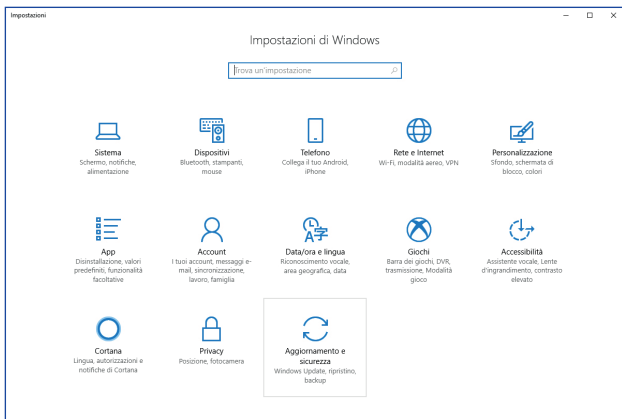 Impostazioni
Impostazioni di Windows
Trova un'impostazione
Sistema
Schermo, notifiche,
alimentazione
Dispositivi
Bluetooth, stampanti,
mouse
Telefono
Collega il tuo Android,
iPhone
Rete e Internet
Wi-Fi, modalità aereo, VPN
Personalizzazione
Sfondo, schermata di
blocco, colori
App
Disinstallazione, valori
predefiniti, funzionalità
facoltative
Account
I tuoi account, messaggi e-
mail, sincronizzazione,
lavoro, famiglia
Data/ora e lingua
Riconoscimento vocale,
area geografica, data
Giochi
Barra dei giochi, DVR,
trasmissione, Modalità
gioco
Accessibilità
Assistente vocale, Lente
d'ingrandimento, contrasto
elevato
Cortana
Lingua, autorizzazioni e
notifiche di Cortana
Privacy
Posizione, fotocamera
Aggiornamento e
sicurezza
Windows Update, ripristino,
backup